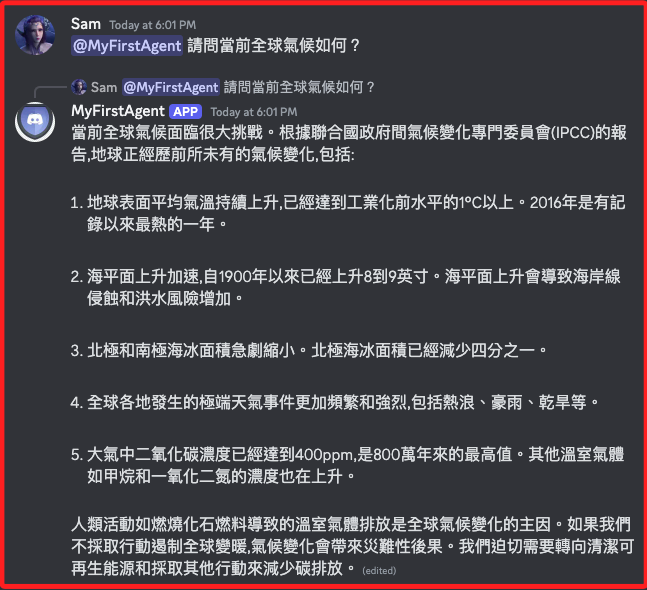 Sam Today at 6:01 PM
@MyFirstAgent 請問當前全球氣候如何？
Sam @MyFirstAgent 請問當前全球氣候如何？
MyFirstAgent APP Today at 6:01 PM
當前全球氣候面臨很大挑戰。根據聯合國政府間氣候變化專門委員會(IPCC)的報
告,地球正經歷前所未有的氣候變化,包括:
1. 地球表面平均氣溫持續上升,已經達到工業化前水平的1°C以上。2016年是有記
錄以來最熱的一年。
2. 海平面上升加速,自1900年以來已經上升8到9英寸。海平面上升會導致海岸線
侵蝕和洪水風險增加。
3. 北極和南極海冰面積急劇縮小。北極海冰面積已經減少四分之一。
4. 全球各地發生的極端天氣事件更加頻繁和強烈,包括熱浪、豪雨、乾旱等。
5. 大氣中二氧化碳濃度已經達到400ppm,是800萬年來的最高值。其他溫室氣體
如甲烷和一氧化二氮的濃度也在上升。
人類活動如燃燒化石燃料導致的溫室氣體排放是全球氣候變化的主因。如果我們
不採取行動遏制全球變暖,氣候變化會帶來災難性後果。我們迫切需要轉向清潔可
再生能源和採取其他行動來減少碳排放。 (edited)